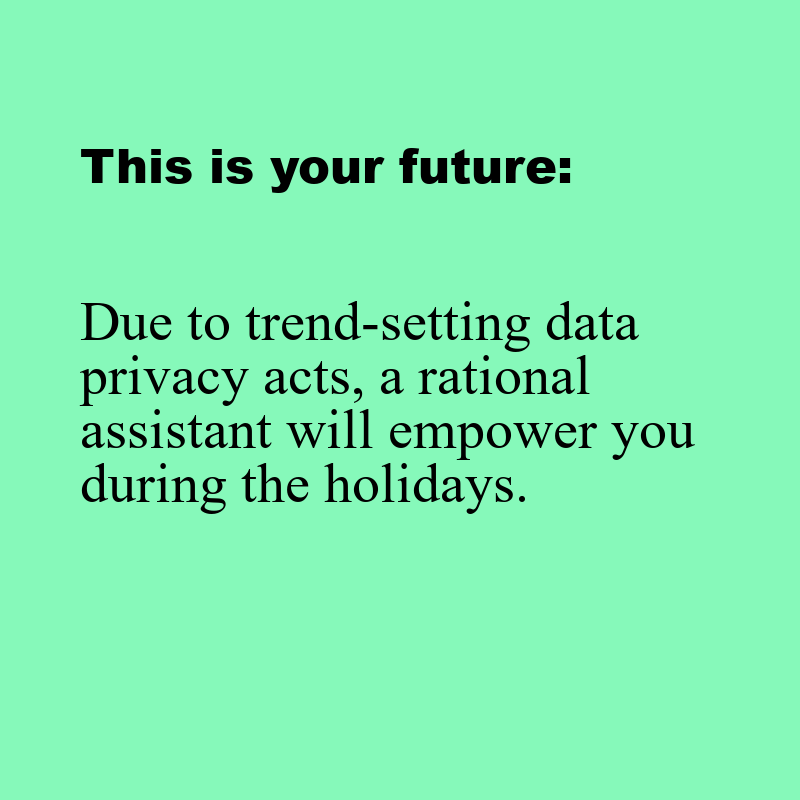 This is your future:
Due to trend-setting data
privacy acts, a rational
assistant will empower you
during the holidays.